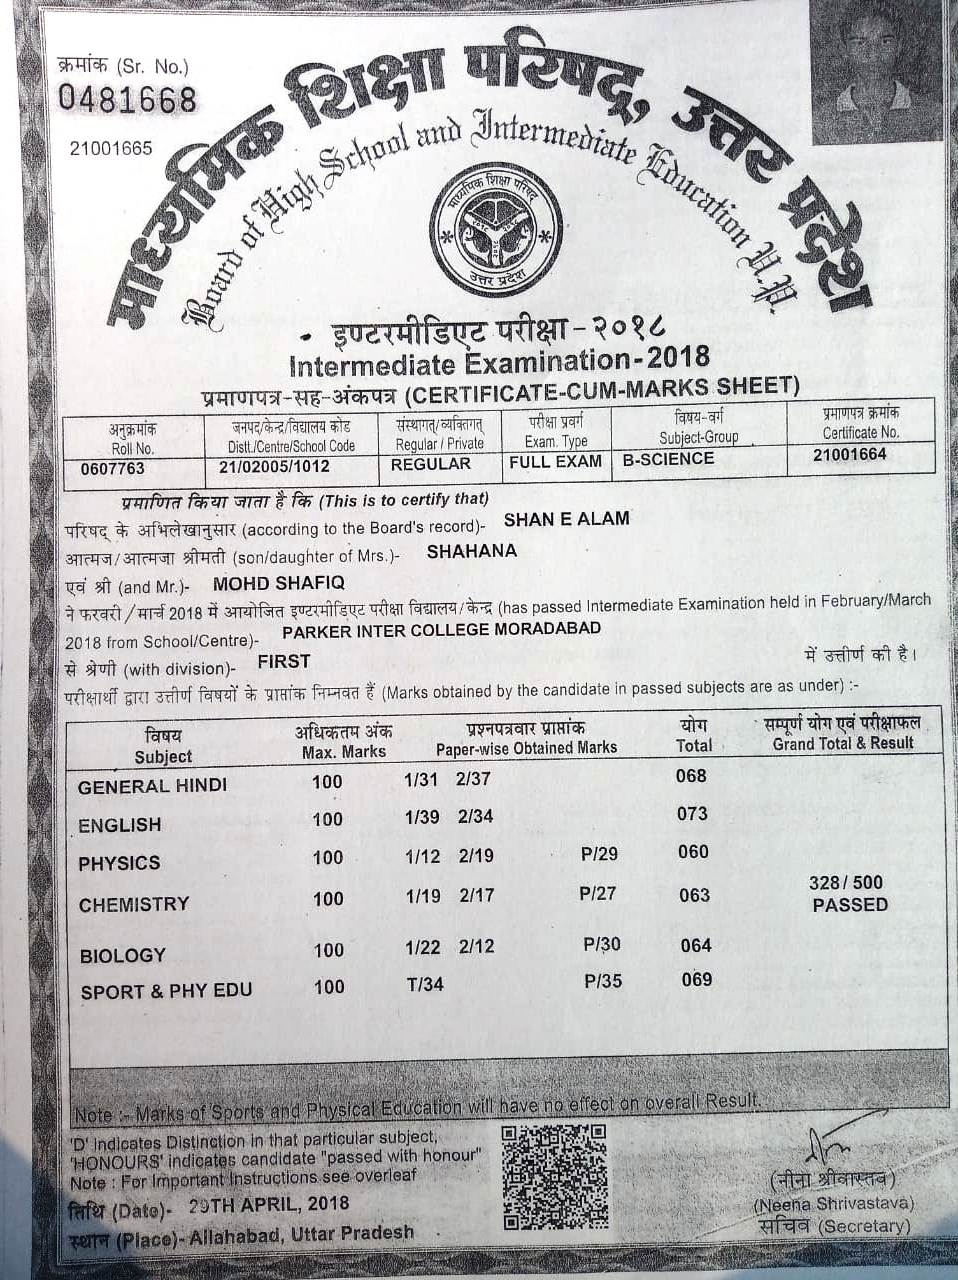 क्रमांक (Sr. No.)
0481668
21001665
माध्यमिक शिक्षा परिषद्, उत्तर प्रदेश
Board of High School and Intermediate Education U.P.
माध्यमिक शिक्षा परिषद
उत्तर प्रदेश
इण्टरमीडिएट परीक्षा - २०१८
Intermediate Examination-2018
प्रमाणपत्र-सह-अंकपत्र (CERTIFICATE-CUM-MARKS SHEET)
अनुक्रमांक जनपद/केन्द्र/विद्यालय कोड संस्थागत/व्यक्तिगत परीक्षा प्रवर्ग विषय-वर्ग प्रमाणपत्र क्रमांक
Roll No. Distt./Centre/School Code Regular / Private Exam. Type Subject-Group Certificate No.
0607763 21/02005/1012 REGULAR FULL EXAM B-SCIENCE 21001664
प्रमाणित किया जाता है कि (This is to certify that)
परिषद् के अभिलेखानुसार (according to the Board's record)- SHAN E ALAM
आत्मज/आत्मजा श्रीमती (son/daughter of Mrs.)- SHAHANA
एवं श्री (and Mr.)- MOHD SHAFIQ
ने फरवरी/मार्च 2018 में आयोजित इण्टरमीडिएट परीक्षा विद्यालय/केन्द्र (has passed Intermediate Examination held in February/March
2018 from School/Centre)- PARKER INTER COLLEGE MORADABAD
से श्रेणी (with division)- FIRST में उत्तीर्ण की है।
परीक्षार्थी द्वारा उत्तीर्ण विषयों के प्राप्तांक निम्नवत हैं (Marks obtained by the candidate in passed subjects are as under) :-
विषय अधिकतम अंक प्रश्नपत्रवार प्राप्तांक योग सम्पूर्ण योग एवं परीक्षाफल
Subject Max. Marks Paper-wise Obtained Marks Total Grand Total & Result
GENERAL HINDI 100 1/31 2/37 068
ENGLISH 100 1/39 2/34 073
PHYSICS 100 1/12 2/19 P/29 060
CHEMISTRY 100 1/19 2/17 P/27 063
328/ 500
PASSED
BIOLOGY 100 1/22 2/12 P/30 064
SPORT & PHY EDU 100 T/34 P/35 069
Note :- Marks of Sports and Physical Education will have no effect on overall Result.
'D' Indicates Distinction in that particular subject,
'HONOURS' indicates candidate "passed with honour"
Note : For Important Instructions see overleaf
तिथि (Date)- 29TH APRIL, 2018
स्थान (Place)- Allahabad, Uttar Pradesh
(नीना श्रीवास्तव)
(Neena Shrivastava)
सचिव (Secretary)